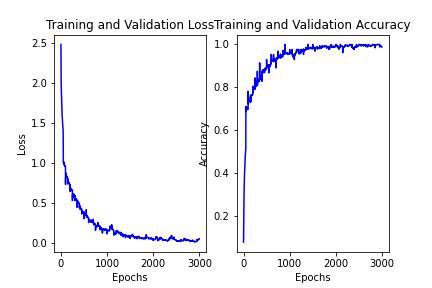 Training and Validation Loss
2.5
2.0
1.5
1.0
0.5
0.0
Loss
0 1000 2000 3000
Epochs
Training and Validation Accuracy
1.0
0.8
0.6
0.4
0.2
Accuracy
0 1000 2000 3000
Epochs